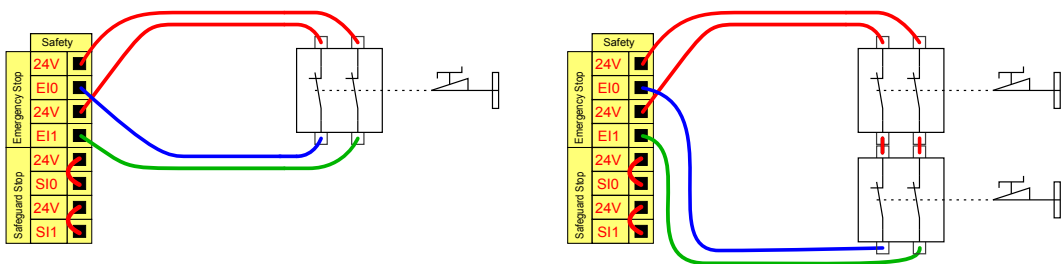 Safety
Emergency Stop
24V
EI0
24V
EI1
Safeguard Stop
24V
SI0
24V
SI1
Safety
Emergency Stop
24V
EI0
24V
EI1
Safeguard Stop
24V
SI0
24V
SI1